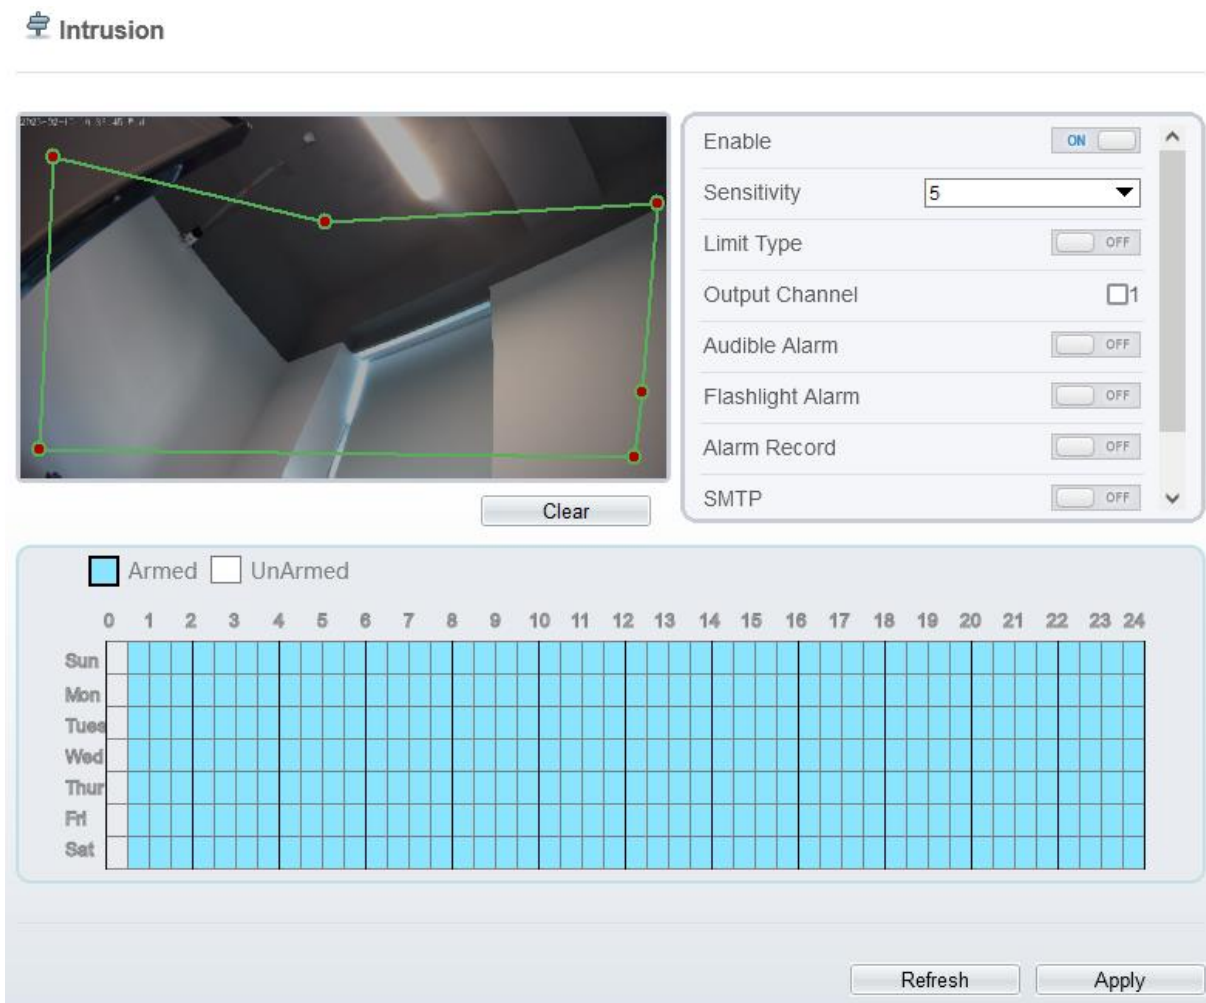 Intrusion
Enable ON
Sensitivity 5
Limit Type OFF
Output Channel 1
Audible Alarm OFF
Flashlight Alarm OFF
Alarm Record OFF
SMTP OFF
Clear
Armed UnArmed
0 1 2 3 4 5 6 7 8 9 10 11 12 13 14 15 16 17 18 19 20 21 22 23 24
Sun
Mon
Tues
Wed
Thur
Fri
Sat
Refresh Apply